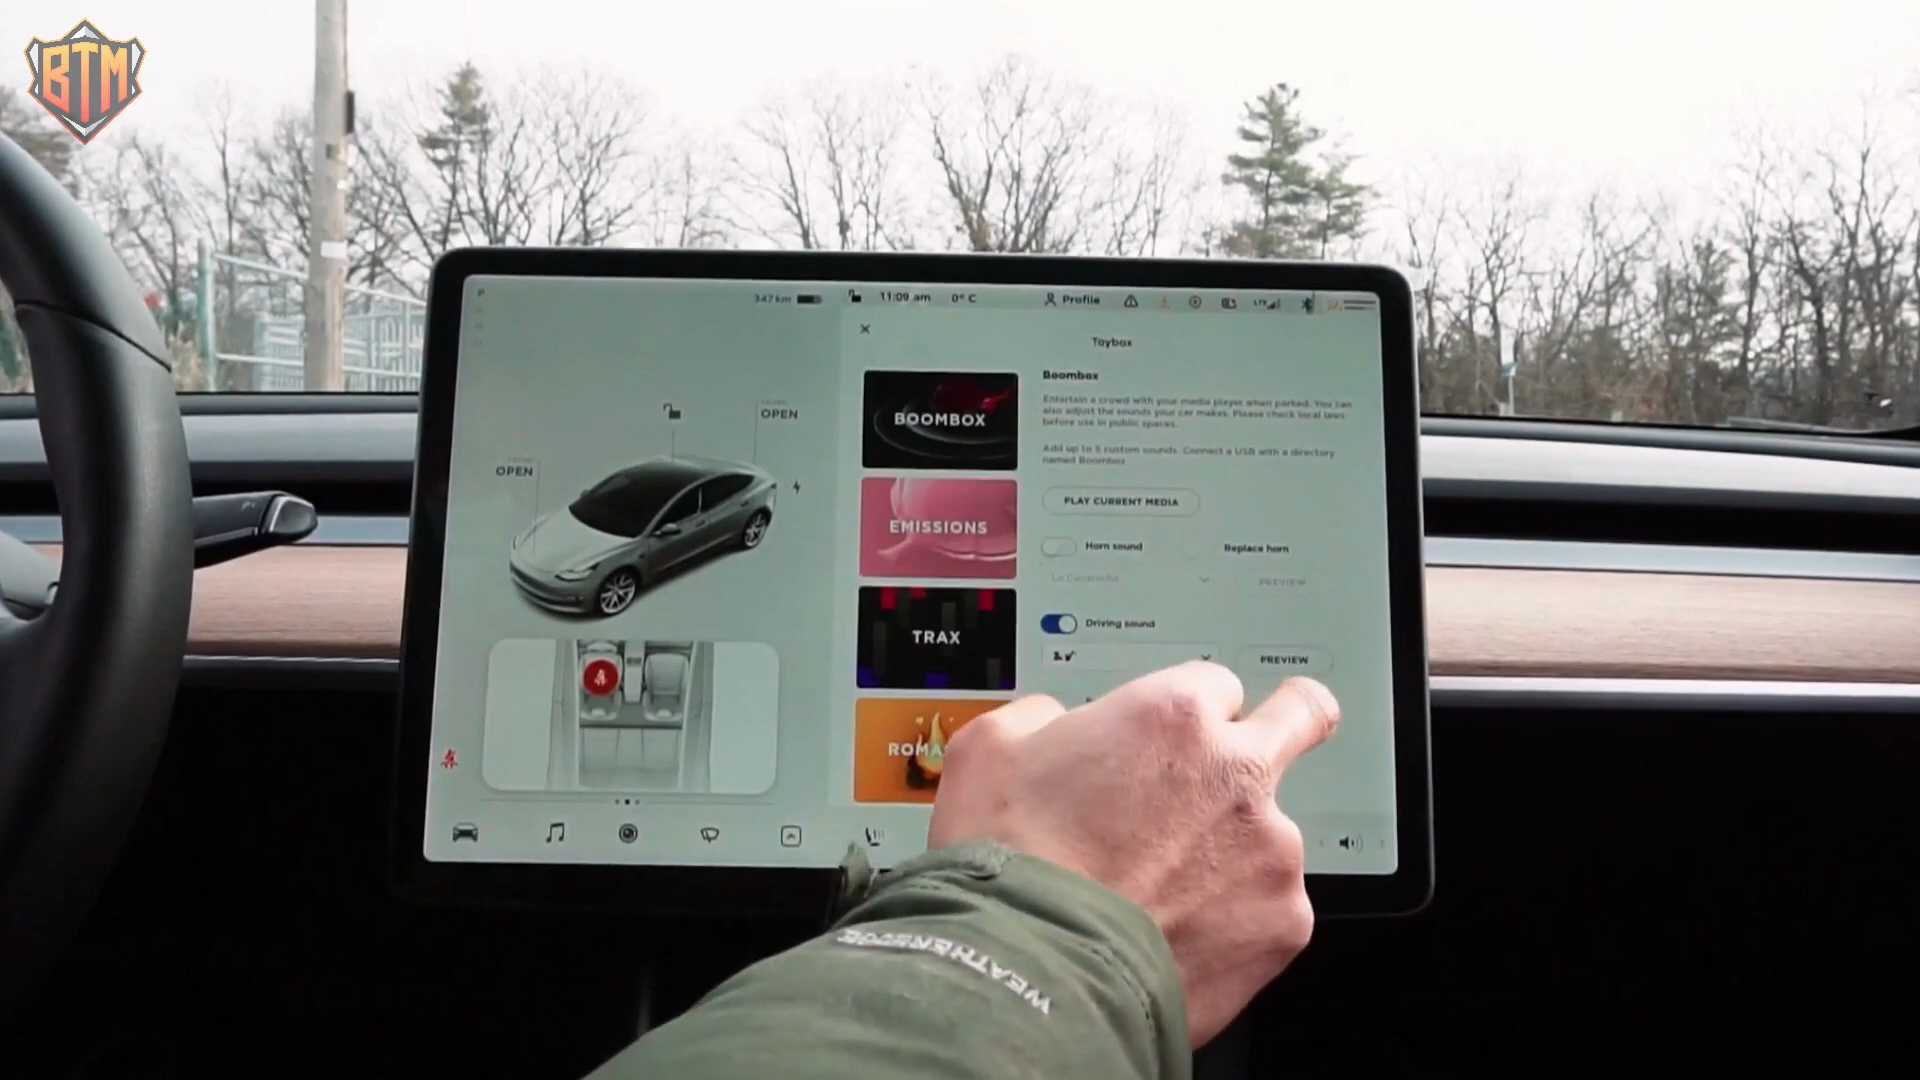 BTM
P
347 km
11:09 am
0° C
Profile
LTE
Toybox
OPEN
OPEN
BOOMBOX
EMISSIONS
TRAX
Boombox
Entertain a crowd with your media player when parked. You can
also adjust the sounds your car makes. Please check local laws
before use in public spaces.
Add up to 5 custom sounds. Connect a USB with a directory
named Boombox
PLAY CURRENT MEDIA
Horn sound
Replace horn
La Cucaracha
PREVIEW
Driving sound
PREVIEW